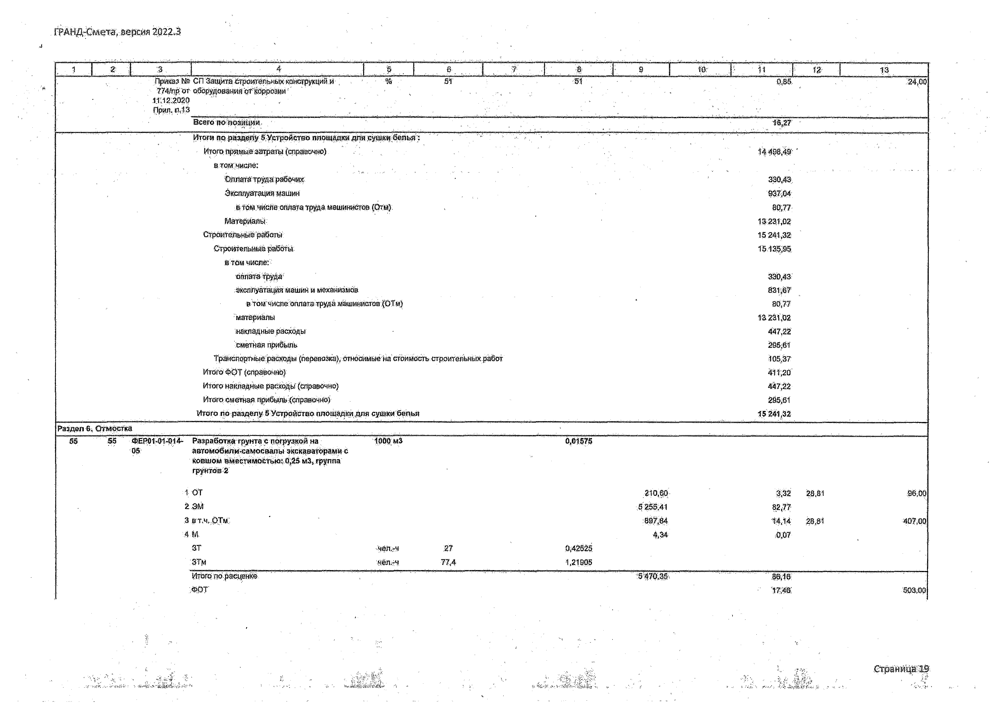 ГРАНД-Смета, версия 2022.3
1 2 3 4 5 6 7 8 9 10 11 12 13
Приказ № СП Защита строительных конструкций и % 51 51 0,85 24,00
774/пр от оборудования от коррозии
11.12.2020
Прил. п.13
Всего по позиции 16,27
Итоги по разделу 5 Устройство площадки для сушки белья :
Итого прямые затраты (справочно) 14 498,49
в том числе:
Оплата труда рабочих 330,43
Эксплуатация машин 937,04
в том числе оплата труда машинистов (Отм) 80,77
Материалы 13 231,02
Строительные работы 15 241,32
Строительные работы 15 135,95
в том числе:
оплата труда 330,43
эксплуатация машин и механизмов 831,67
в том числе оплата труда машинистов (ОТм) 80,77
материалы 13 231,02
накладные расходы 447,22
сметная прибыль 295,61
Транспортные расходы (перевозка), относимые на стоимость строительных работ 105,37
Итого ФОТ (справочно) 411,20
Итого накладные расходы (справочно) 447,22
Итого сметная прибыль (справочно) 295,61
Итого по разделу 5 Устройство площадки для сушки белья 15 241,32
Раздел 6. Отмостка
55 55 ФЕР01-01-014- Разработка грунта с погрузкой на 1000 м3 0,01575
05 автомобили-самосвалы экскаваторами с
ковшом вместимостью: 0,25 м3, группа
грунтов 2
1 ОТ 210,60 3,32 28,81 96,00
2 ЭМ 5 255,41 82,77
3 в т.ч. ОТм 897,84 14,14 28,81 407,00
4 М 4,34 0,07
ЗТ чел.-ч 27 0,42525
ЗТм чел.-ч 77,4 1,21905
Итого по расценке 5 470,35 86,16
ФОТ 17,46 503,00
Страница 19